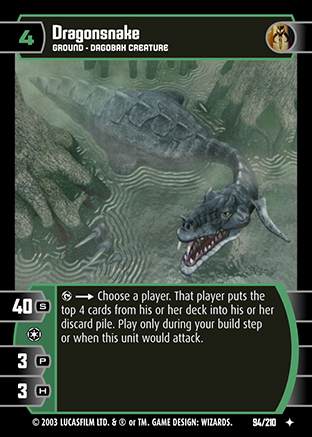 4
Dragonsnake
GROUND - DAGOBAH CREATURE
40 S
3 P
3 H
Choose a player. That player puts the
top 4 cards from his or her deck into his or her
discard pile. Play only during your build step
or when this unit would attack.
© 2003 LUCASFILM LTD. & ® or TM. GAME DESIGN: WIZARDS. 94/210